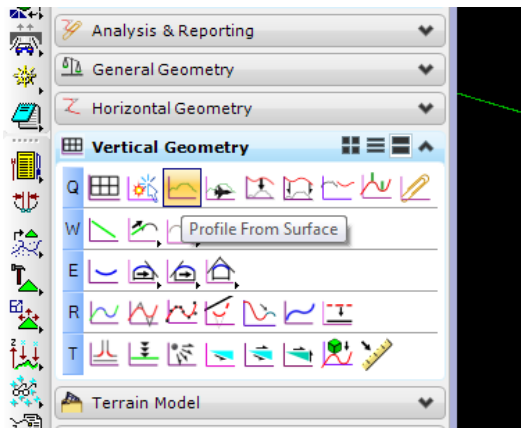 Analysis & Reporting
General Geometry
Horizontal Geometry
Vertical Geometry
Q
W
Profile From Surface
E
R
T
Terrain Model